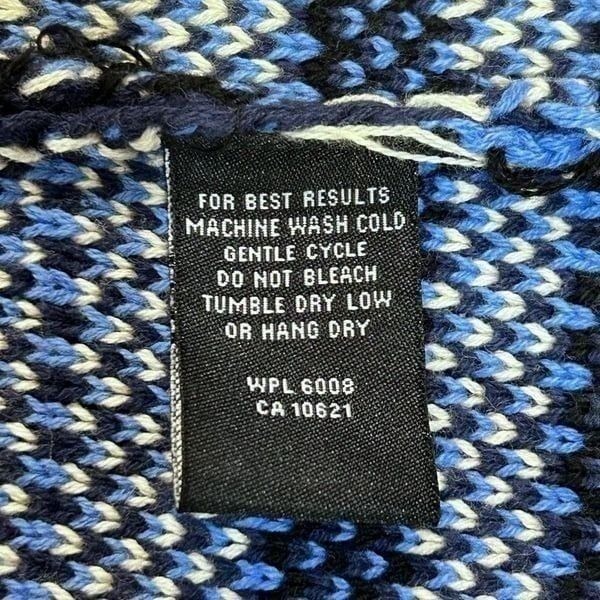 FOR BEST RESULTS
MACHINE WASH COLD
GENTLE CYCLE
DO NOT BLEACH
TUMBLE DRY LOW
OR HANG DRY
WPL 6008
CA 10621